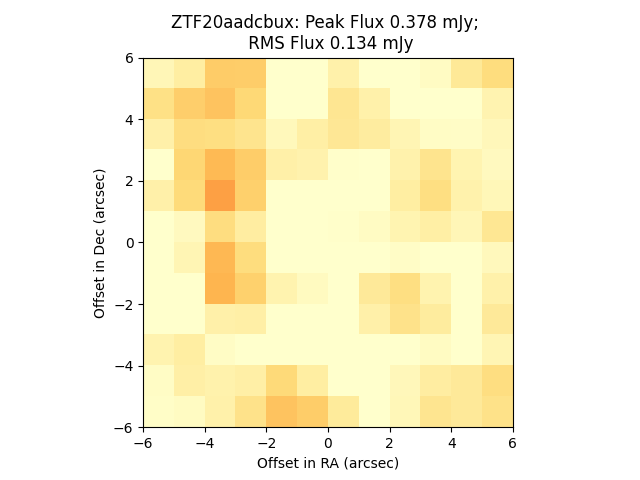 ZTF20aadcbux: Peak Flux 0.378 mJy;
RMS Flux 0.134 mJy
6
4
2
0
−2
−4
−6
Offset in Dec (arcsec)
−6 −4 −2 0 2 4 6
Offset in RA (arcsec)